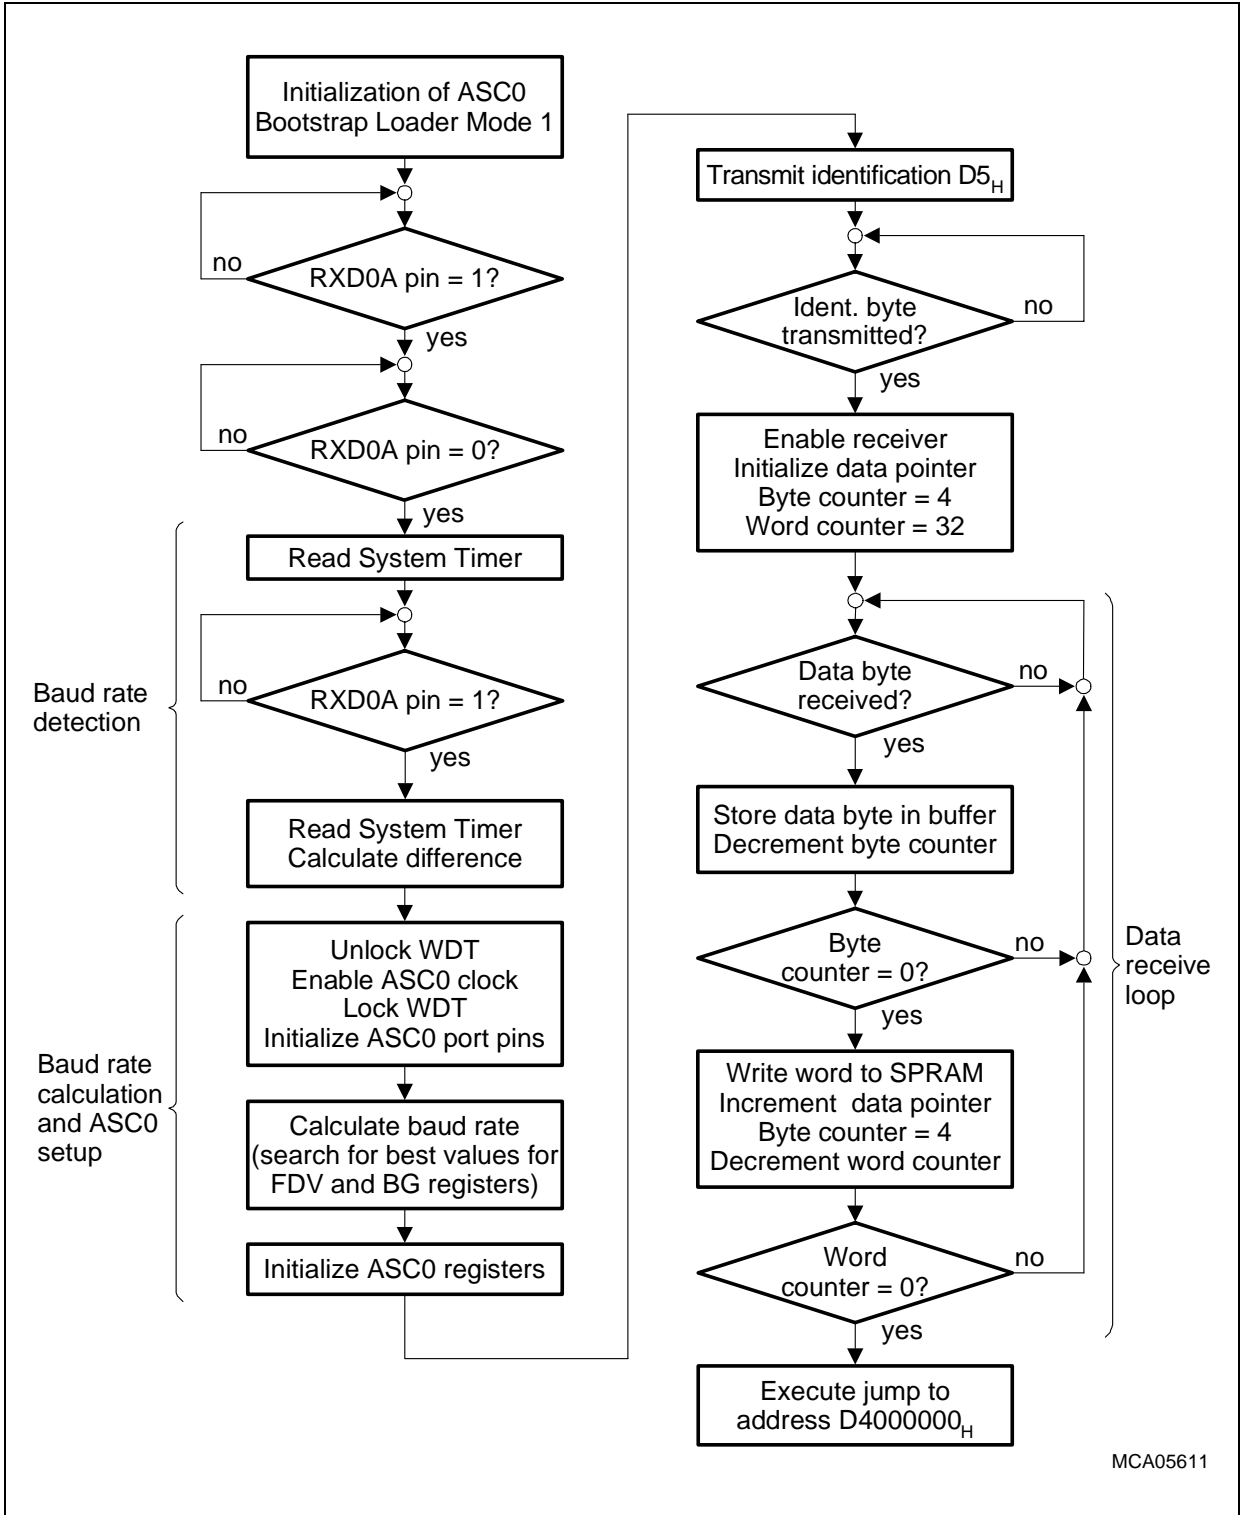 Initialization of ASC0
Bootstrap Loader Mode 1
no
RXD0A pin = 1?
yes
no
RXD0A pin = 0?
yes
Read System Timer
no
RXD0A pin = 1?
yes
Baud rate
detection
Read System Timer
Calculate difference
Unlock WDT
Enable ASC0 clock
Lock WDT
Initialize ASC0 port pins
Baud rate
calculation
and ASC0
setup
Calculate baud rate
(search for best values for
FDV and BG registers)
Initialize ASC0 registers
Transmit identification D5H
Ident. byte
transmitted?
no
yes
Enable receiver
Initialize data pointer
Byte counter = 4
Word counter = 32
Data byte
received?
no
yes
Store data byte in buffer
Decrement byte counter
Byte
counter = 0?
no
yes
Data
receive
loop
Write word to SPRAM
Increment data pointer
Byte counter = 4
Decrement word counter
Word
counter = 0?
no
yes
Execute jump to
address D4000000H
MCA05611